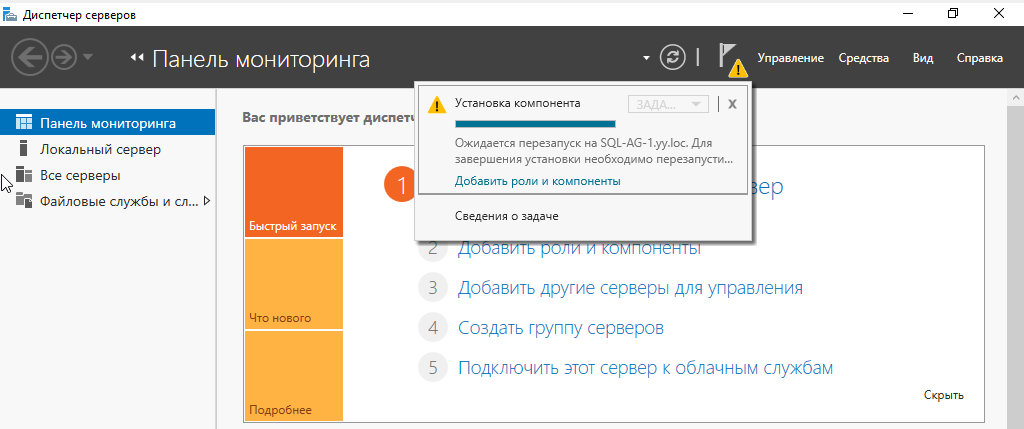 Диспетчер серверов
Панель мониторинга
Управление Средства Вид Справка
Панель мониторинга
Локальный сервер
Все серверы
Файловые службы и сл...
Вас приветствует диспетч
Установка компонента
ЗАДА...
x
Ожидается перезапуск на SQL-AG-1.yy.loc. Для
завершения установки необходимо перезапусти...
Добавить роли и компоненты
Сведения о задаче
Быстрый запуск
Что нового
Подробнее
1 вер
2 Добавить роли и компоненты
3 Добавить другие серверы для управления
4 Создать группу серверов
5 Подключить этот сервер к облачным службам
Скрыть